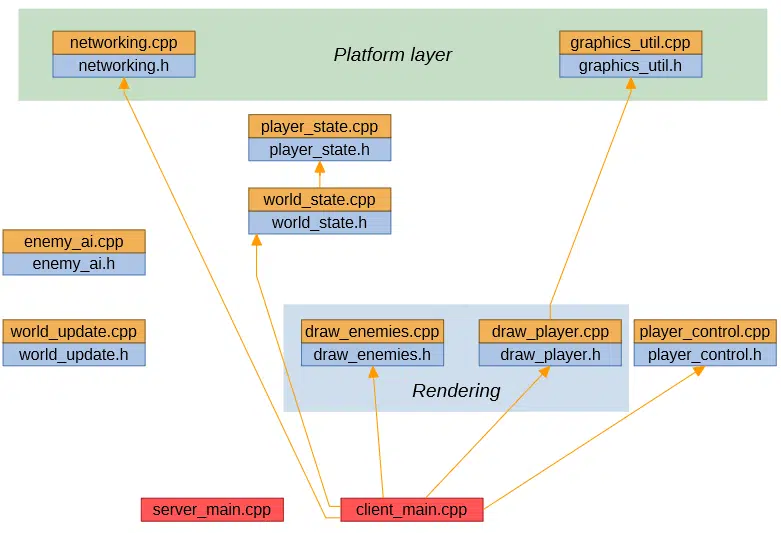 networking.cpp
networking.h
Platform layer
graphics_util.cpp
graphics_util.h
player_state.cpp
player_state.h
world_state.cpp
world_state.h
enemy_ai.cpp
enemy_ai.h
world_update.cpp
world_update.h
draw_enemies.cpp
draw_enemies.h
draw_player.cpp
draw_player.h
player_control.cpp
player_control.h
Rendering
server_main.cpp
client_main.cpp